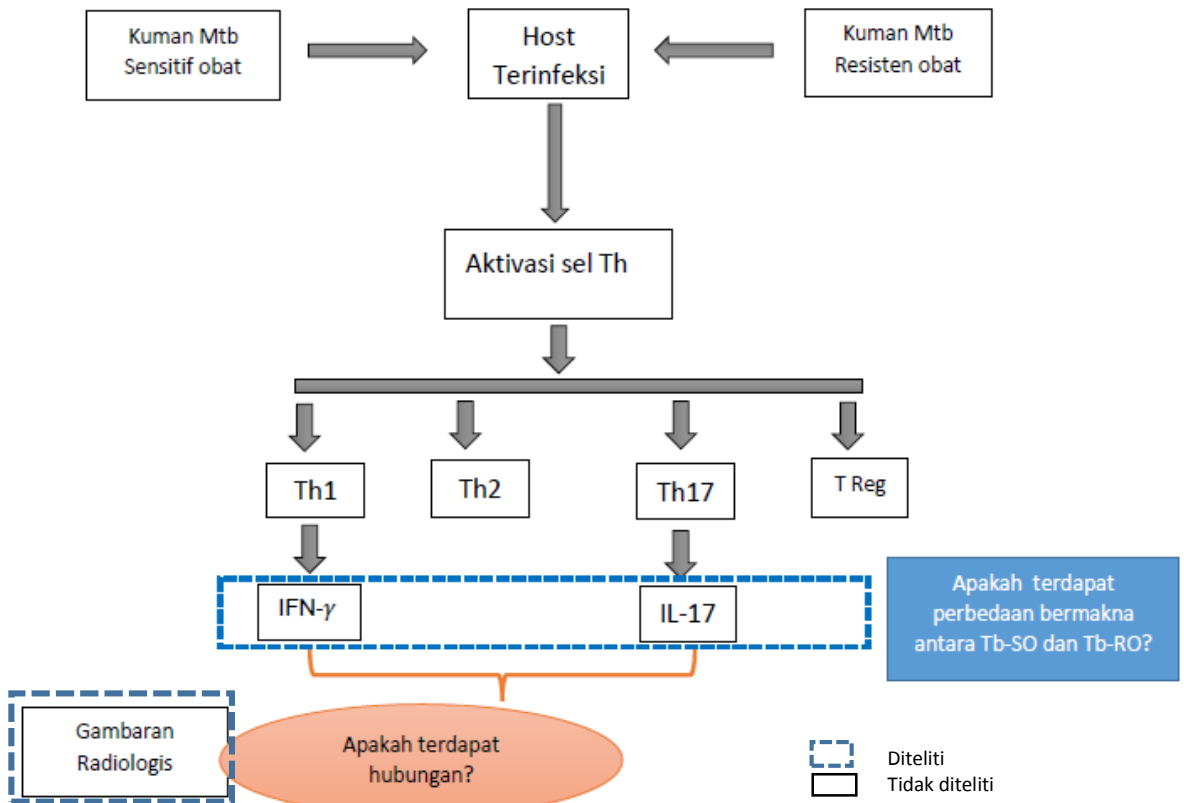 Kuman Mtb
Sensitif obat
Host
Terinfeksi
Kuman Mtb
Resisten obat
Aktivasi sel Th
Th1
Th2
Th17
T Reg
IFN-γ
IL-17
Apakah terdapat
perbedaan bermakna
antara Tb-SO dan Tb-RO?
Gambaran
Radiologis
Apakah terdapat
hubungan?
Diteliti
Tidak diteliti